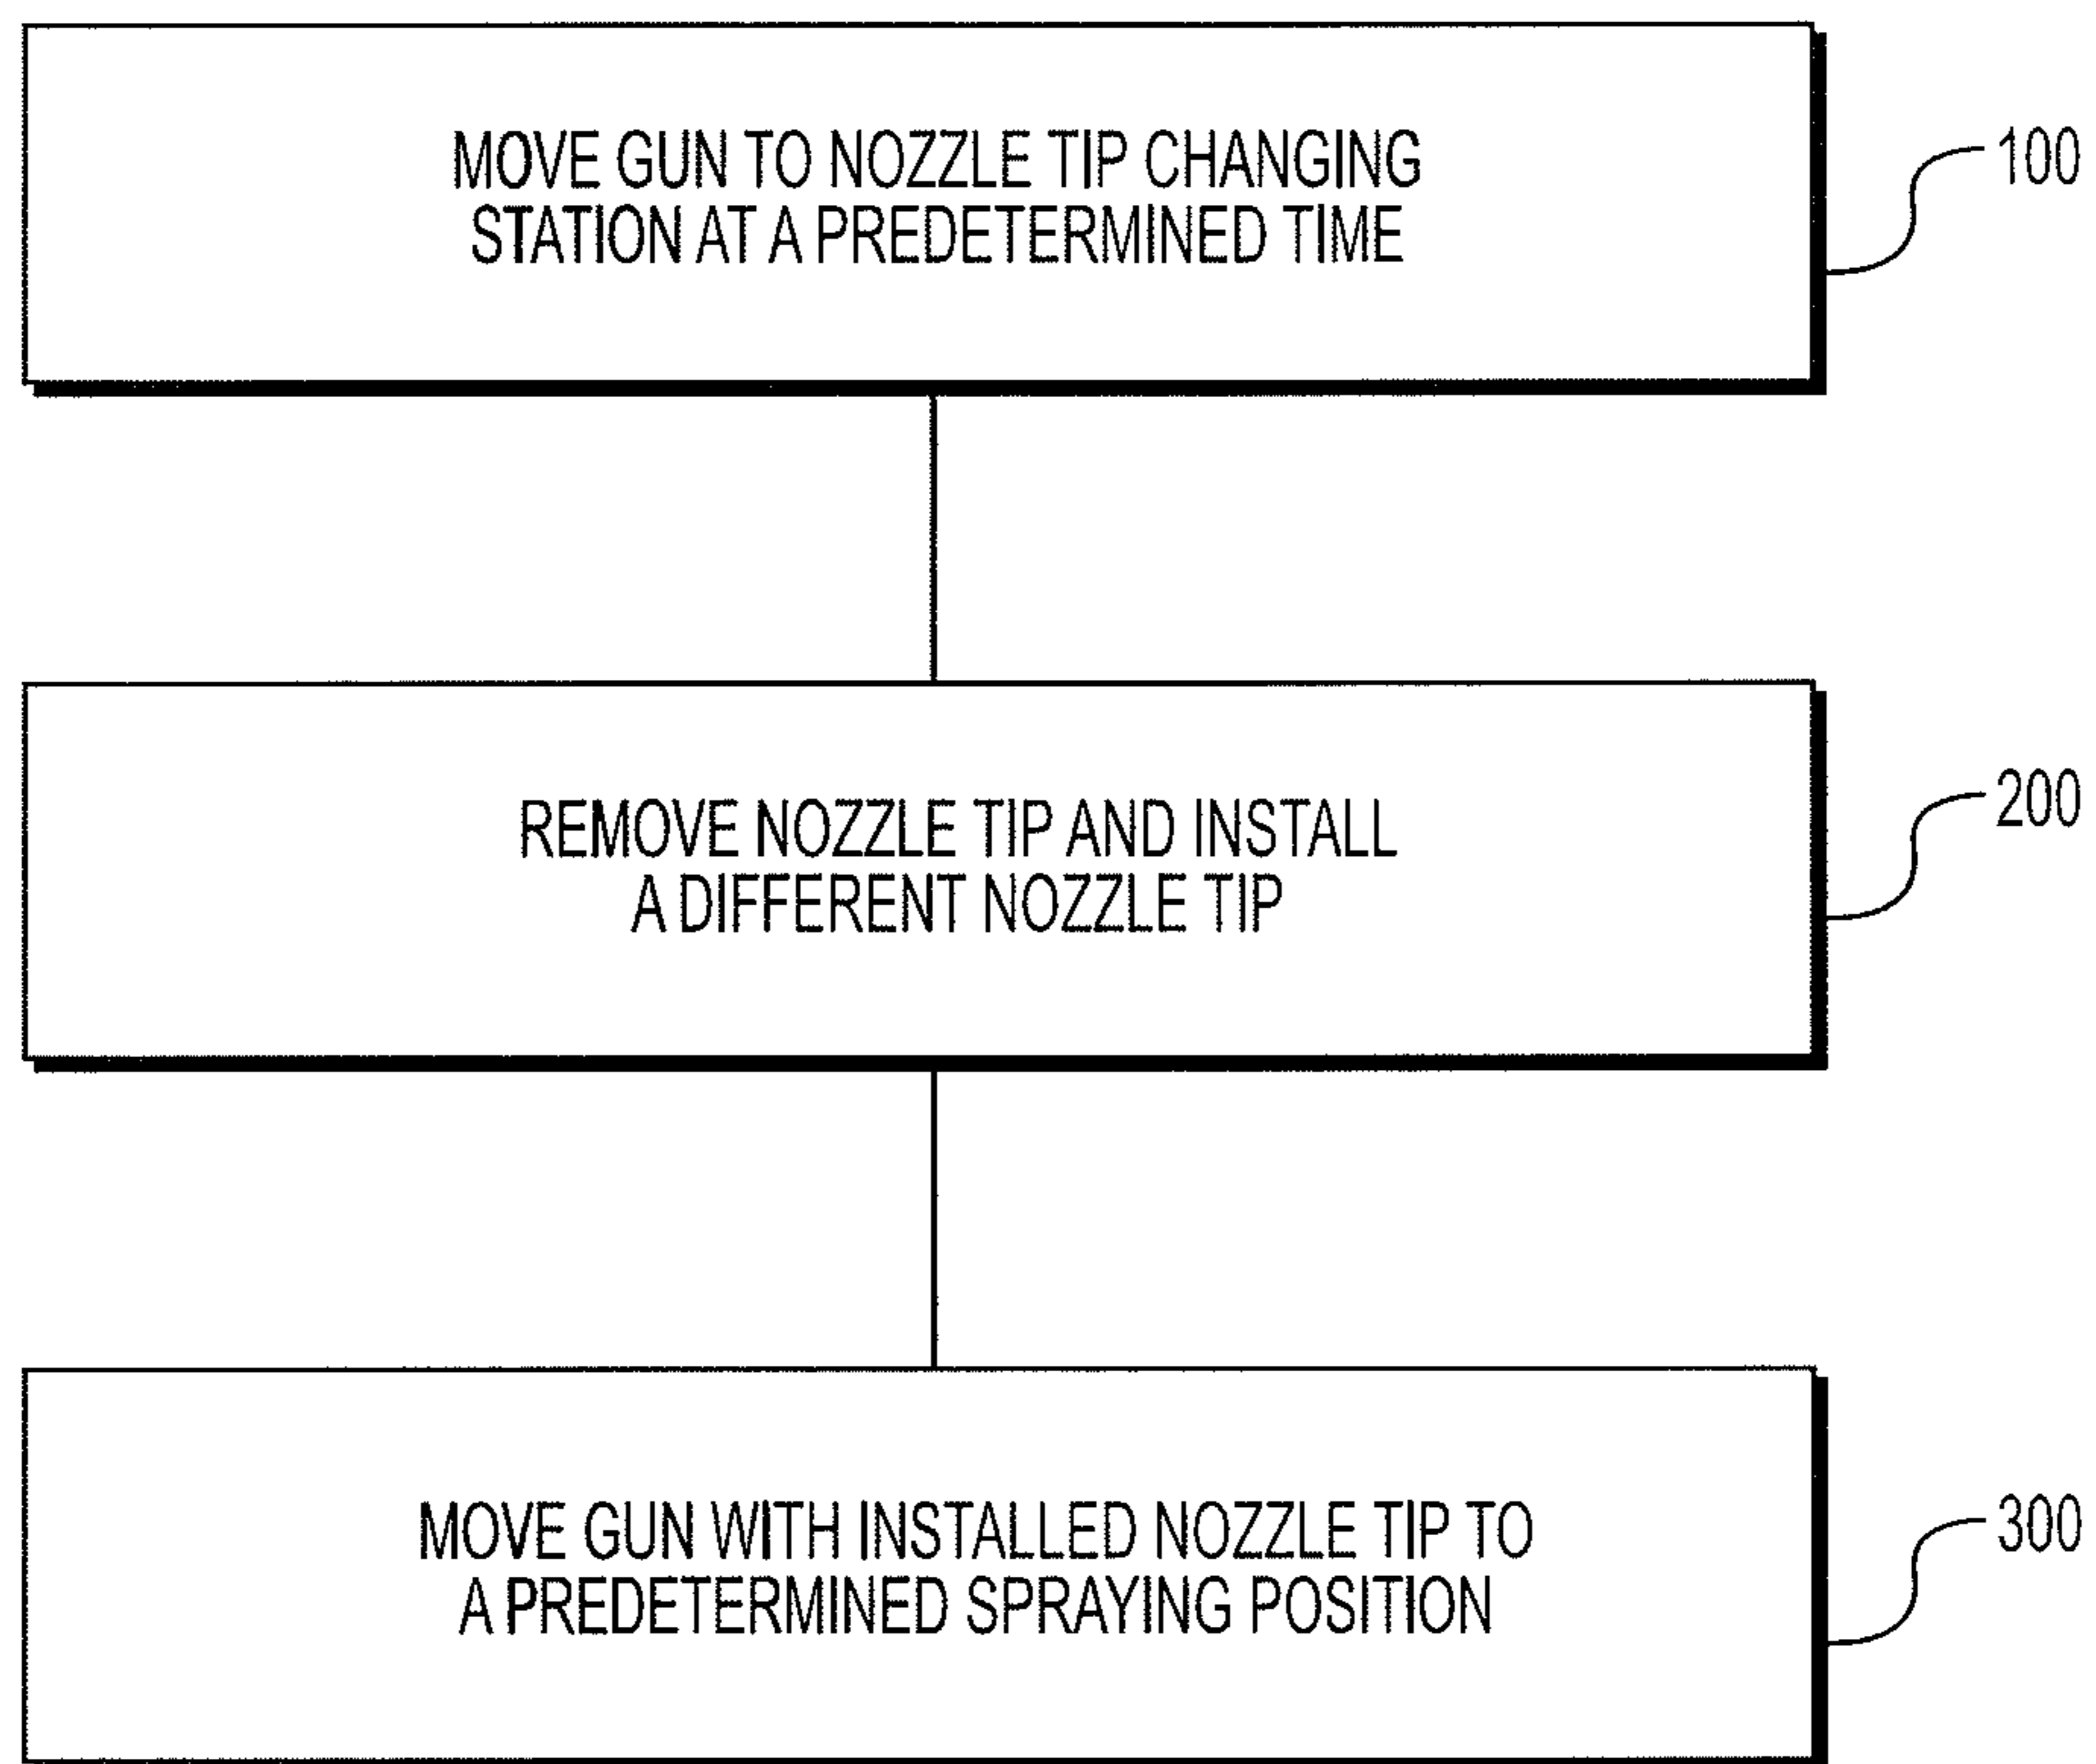 MOVE GUN TO NOZZLE TIP CHANGING
STATION AT A PREDETERMINED TIME
100
REMOVE NOZZLE TIP AND INSTALL
A DIFFERENT NOZZLE TIP
200
MOVE GUN WITH INSTALLED NOZZLE TIP TO
A PREDETERMINED SPRAYING POSITION
300